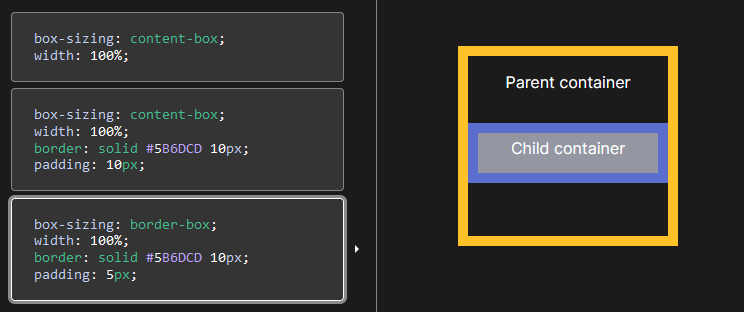 box-sizing: content-box;
width: 100%;
box-sizing: content-box;
width: 100%;
border: solid #5B6DCD 10px;
padding: 10px;
box-sizing: border-box;
width: 100%;
border: solid #5B6DCD 10px;
padding: 5px;
Parent container
Child container